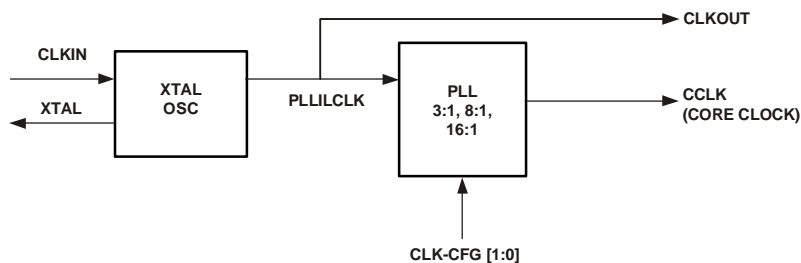 CLKOUT
CLKIN
XTAL
XTAL
OSC
PLLILCLK
PLL
3:1, 8:1,
16:1
CCLK
(CORE CLOCK)
CLK-CFG [1:0]